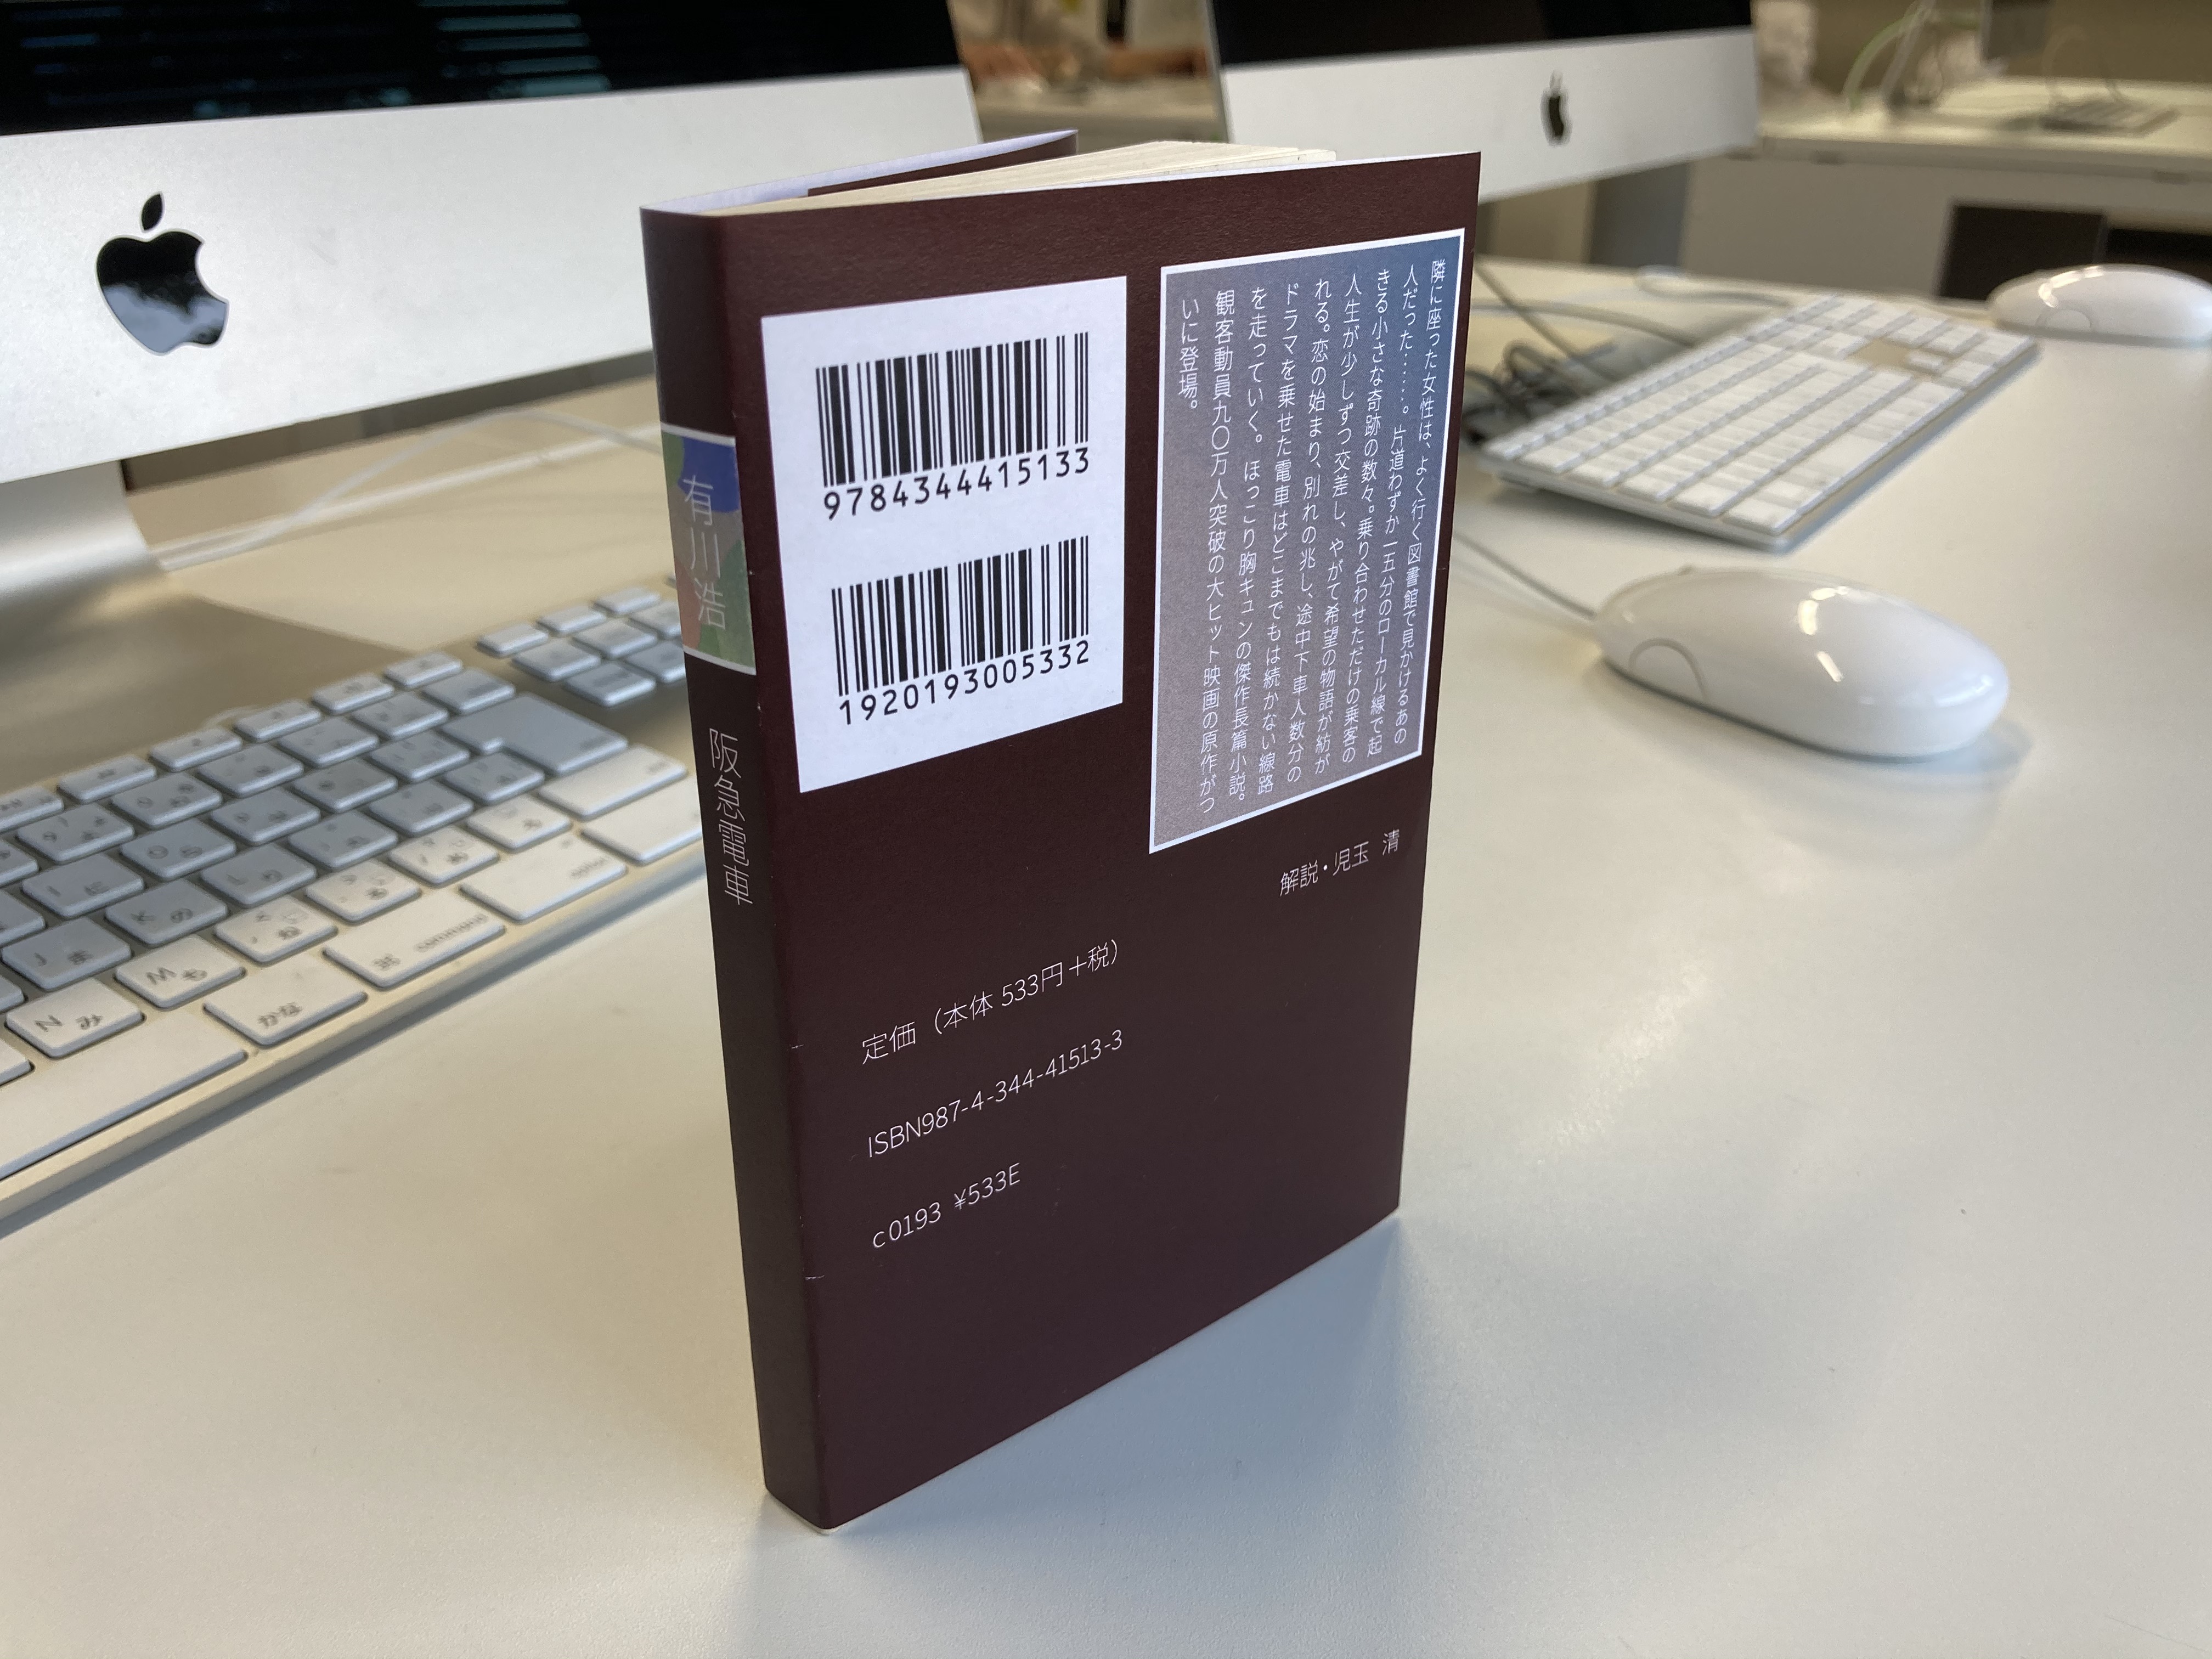 有川浩
阪急電車
9784344415133
1920193005332
隣に座った女性は、よく行く図書館で見かけるあの
人だった……。片道わずか一五分のローカル線で起
きる小さな奇跡の数々。乗り合わせただけの乗客の
人生が少しずつ交差し、やがて希望の物語が紡が
れる。恋の始まり、別れの兆し、途中下車人数分の
ドラマを乗せた電車はどこまでもは続かない線路
を走っていく。ほっこり胸キュンの傑作長篇小説。
観客動員九〇万人突破の大ヒット映画の原作がつ
いに登場。
解説・児玉 清
定価（本体 533円＋税）
ISBN987-4-344-41513-3
c0193 ¥533E
N み
M も
K の
J ま
かな
command
option